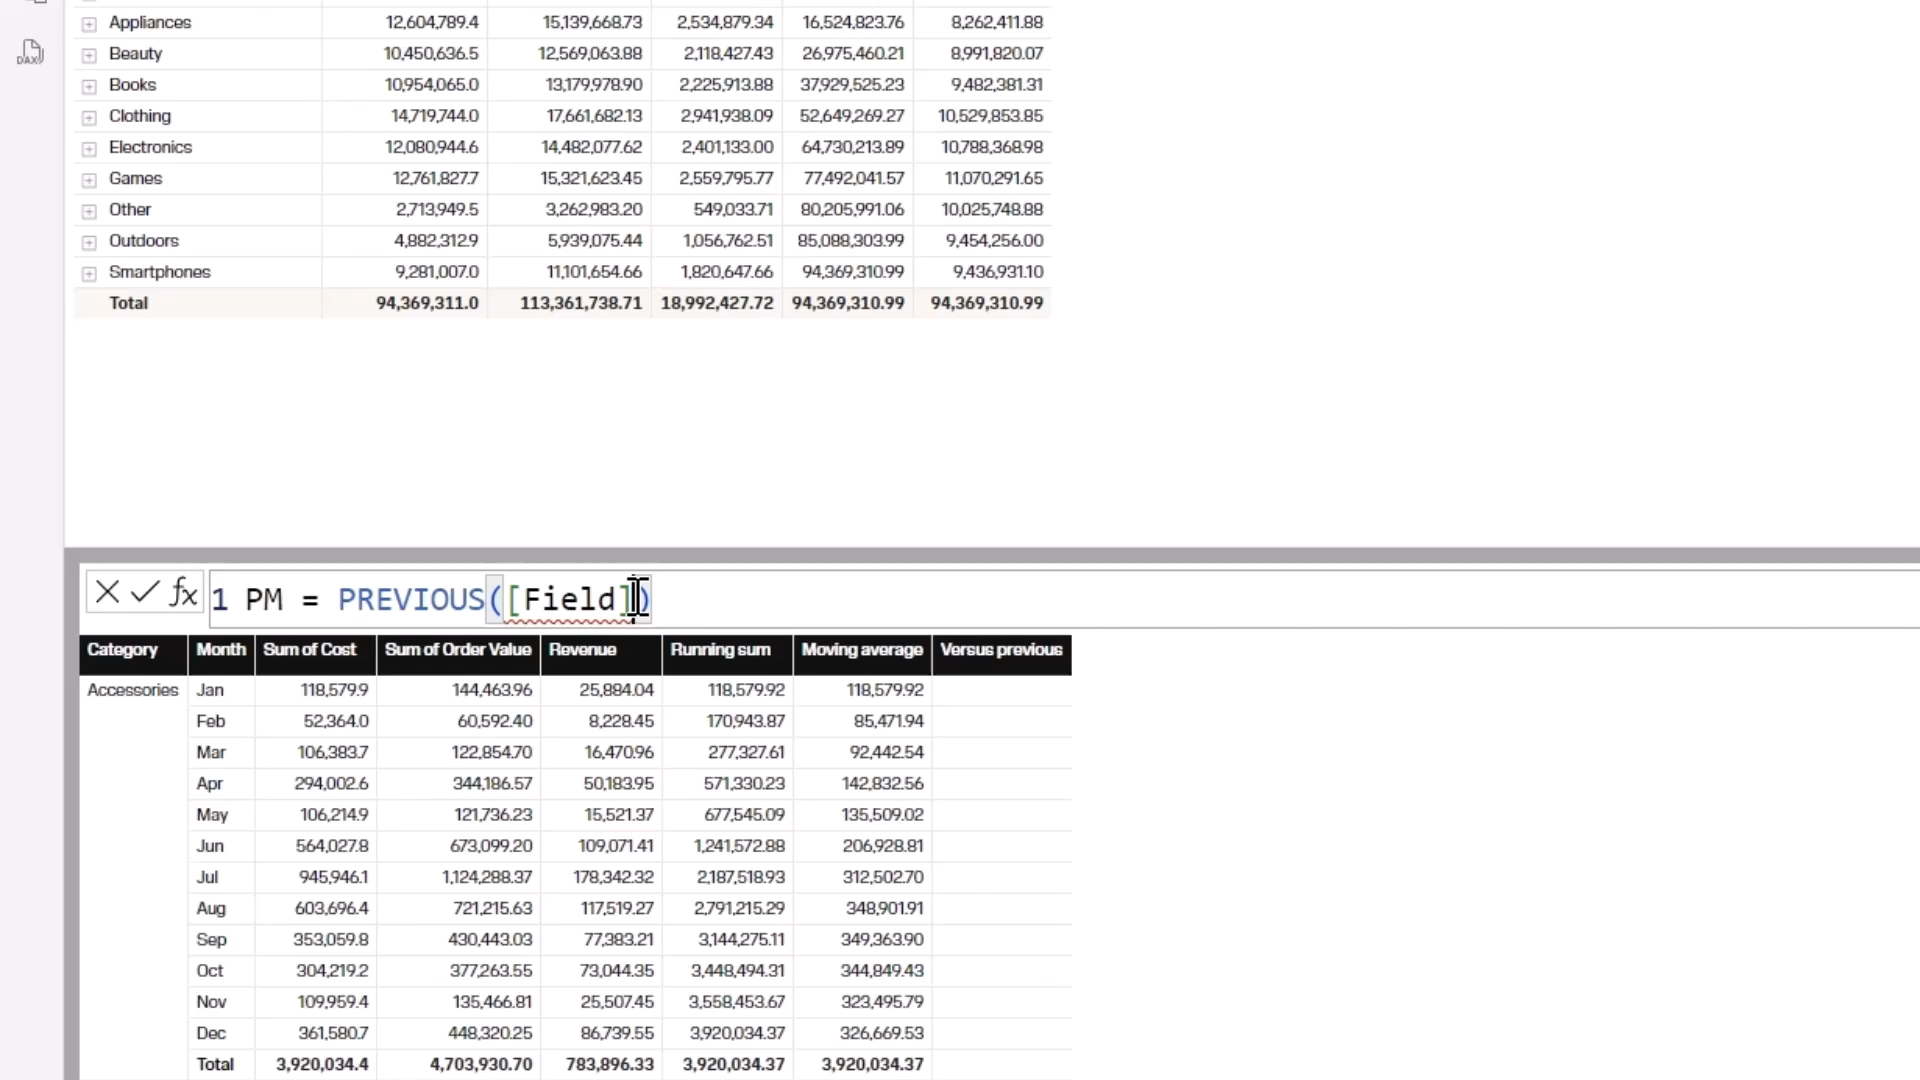 DAX
Appliances 12,604,789.4 15,139,668.73 2,534,879.34 16,524,823.76 8,262,411.88
Beauty 10,450,636.5 12,569,063.88 2,118,427.43 26,975,460.21 8,991,820.07
Books 10,954,065.0 13,179,978.90 2,225,913.88 37,929,525.23 9,482,381.31
Clothing 14,719,744.0 17,661,682.13 2,941,938.09 52,649,269.27 10,529,853.85
Electronics 12,080,944.6 14,482,077.62 2,401,133.00 64,730,213.89 10,788,368.98
Games 12,761,827.7 15,321,623.45 2,559,795.77 77,492,041.57 11,070,291.65
Other 2,713,949.5 3,262,983.20 549,033.71 80,205,991.06 10,025,748.88
Outdoors 4,882,312.9 5,939,075.44 1,056,762.51 85,088,303.99 9,454,256.00
Smartphones 9,281,007.0 11,101,654.66 1,820,647.66 94,369,310.99 9,436,931.10
Total 94,369,311.0 113,361,738.71 18,992,427.72 94,369,310.99 94,369,310.99
fx 1 PM = PREVIOUS([Field])
Category Month Sum of Cost Sum of Order Value Revenue Running sum Moving average Versus previous
Accessories Jan 118,579.9 144,463.96 25,884.04 118,579.92 118,579.92
Feb 52,364.0 60,592.40 8,228.45 170,943.87 85,471.94
Mar 106,383.7 122,854.70 16,470.96 277,327.61 92,442.54
Apr 294,002.6 344,186.57 50,183.95 571,330.23 142,832.56
May 106,214.9 121,736.23 15,521.37 677,545.09 135,509.02
Jun 564,027.8 673,099.20 109,071.41 1,241,572.88 206,928.81
Jul 945,946.1 1,124,288.37 178,342.32 2,187,518.93 312,502.70
Aug 603,696.4 721,215.63 117,519.27 2,791,215.29 348,901.91
Sep 353,059.8 430,443.03 77,383.21 3,144,275.11 349,363.90
Oct 304,219.2 377,263.55 73,044.35 3,448,494.31 344,849.43
Nov 109,959.4 135,466.81 25,507.45 3,558,453.67 323,495.79
Dec 361,580.7 448,320.25 86,739.55 3,920,034.37 326,669.53
Total 3,920,034.4 4,703,930.70 783,896.33 3,920,034.37 3,920,034.37